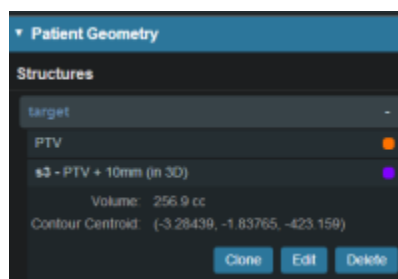 Patient Geometry
Structures
target -
PTV
s3 - PTV + 10mm (in 3D)
Volume: 256.9 cc
Contour Centroid: (-3.28439, -1.83765, -423.159)
Clone Edit Delete